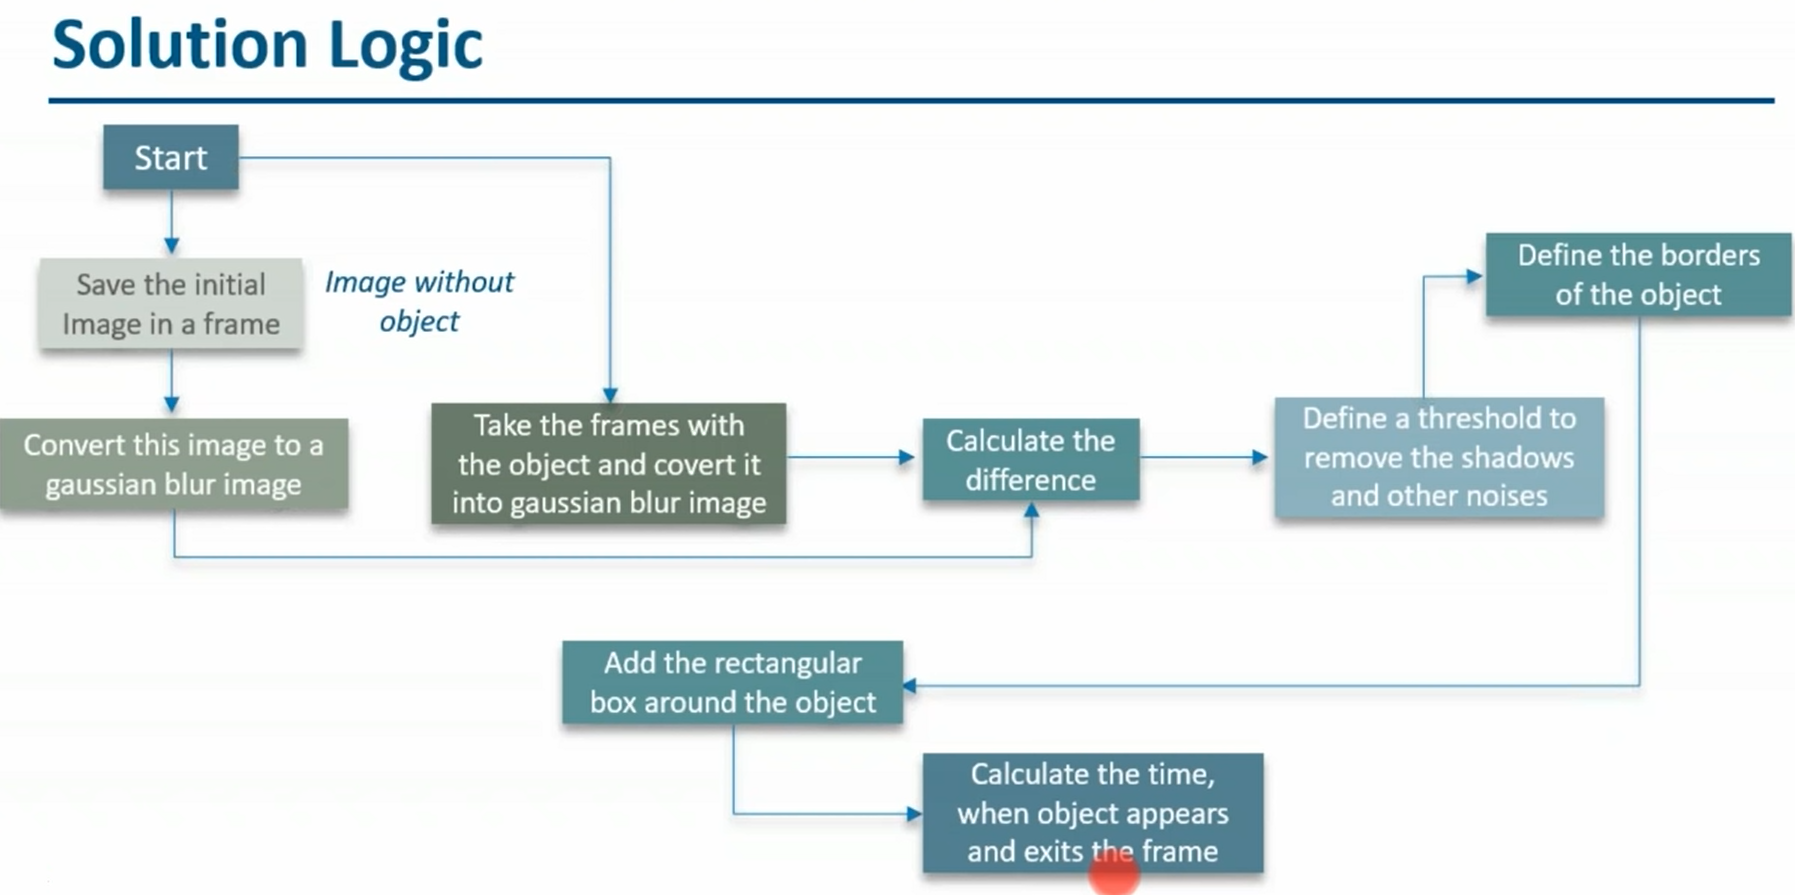 Solution Logic
Start
Save the initial
Image in a frame
Image without
object
Convert this image to a
gaussian blur image
Take the frames with
the object and covert it
into gaussian blur image
Calculate the
difference
Define a threshold to
remove the shadows
and other noises
Define the borders
of the object
Add the rectangular
box around the object
Calculate the time,
when object appears
and exits the frame